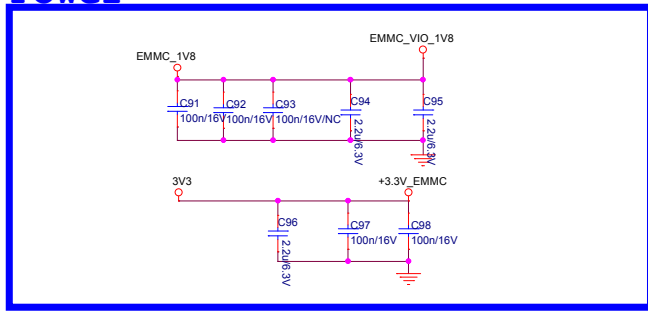 EMMC_VIO_1V8
EMMC_1V8
C91
C92
C93
C94
C95
100n/16V
100n/16V
100n/16V/NC
2.2u/6.3V
2.2u/6.3V
3V3
+3.3V_EMMC
C96
C97
C98
2.2u/6.3V
100n/16V
100n/16V